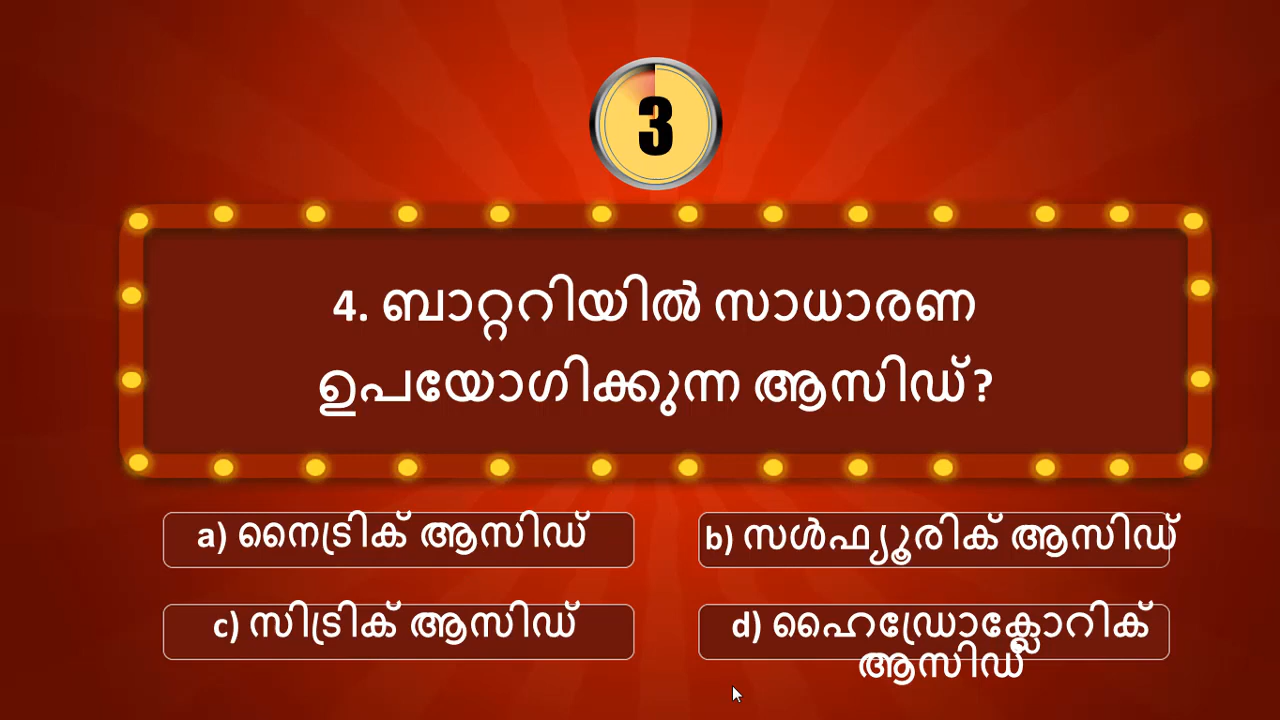 3
4. ബാറ്ററിയിൽ സാധാരണ
ഉപയോഗിക്കുന്ന ആസിഡ്?
a) നൈട്രിക് ആസിഡ്
b) സൾഫ്യൂരിക് ആസിഡ്
c) സിട്രിക് ആസിഡ്
d) ഹൈഡ്രോക്ലോറിക്
ആസിഡ്